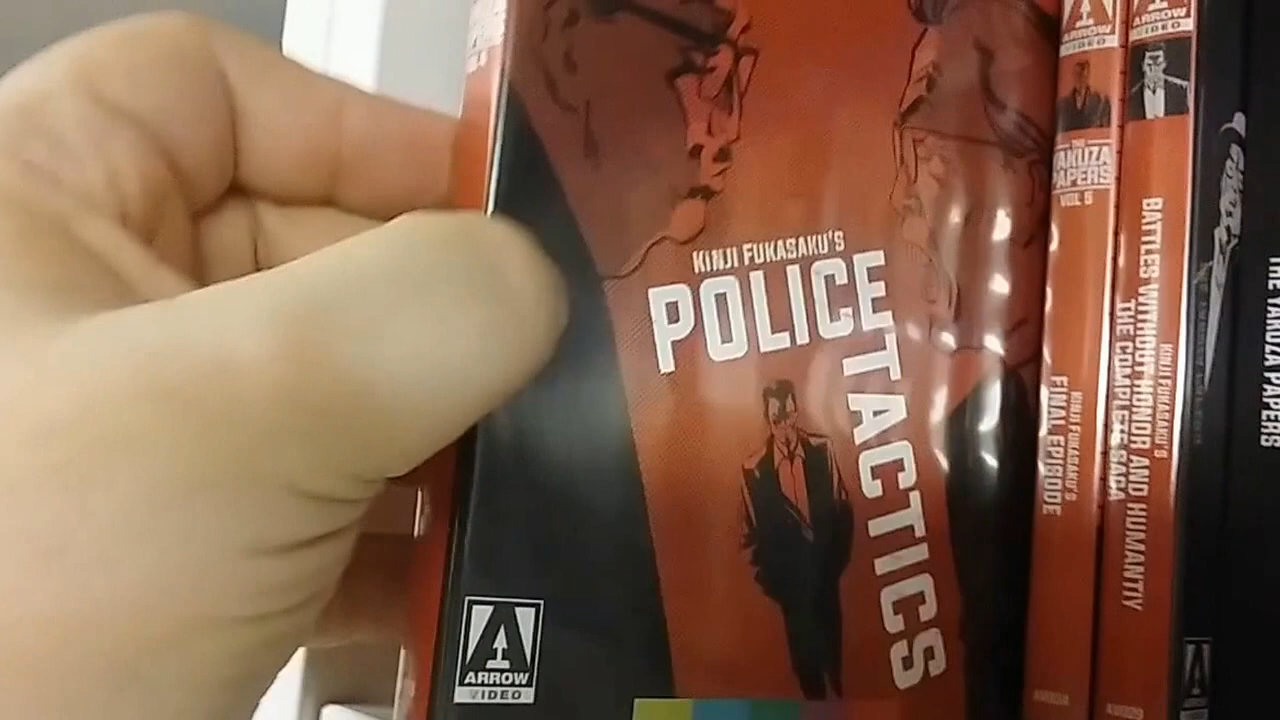 KINJI FUKASAKU'S
POLICE
TACTICS
ARROW
VIDEO
ARROW
VIDEO
THE
YAKUZA
PAPERS
VOL 5
KINJI FUKASAKU'S
FINAL EPISODE
ARROW
VIDEO
KINJI FUKASAKU'S
BATTLES WITHOUT HONOR AND HUMANTIY
THE COMPLETE SAGA
THE YAKUZA PAPERS